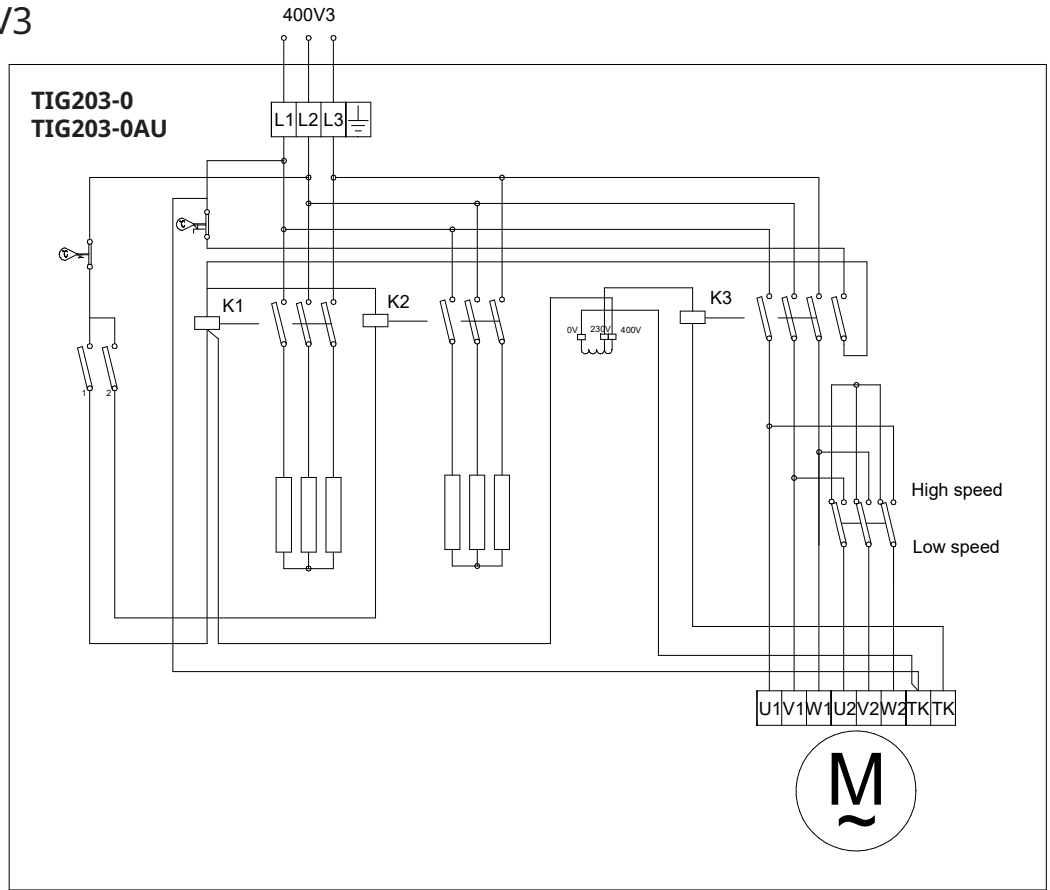 V3
400V3
TIG203-0
TIG203-0AU
L1 L2 L3
K1
K2
K3
0V 230V 400V
1 2
High speed
Low speed
U1 V1 W1 U2 V2 W2 TK TK
M
~